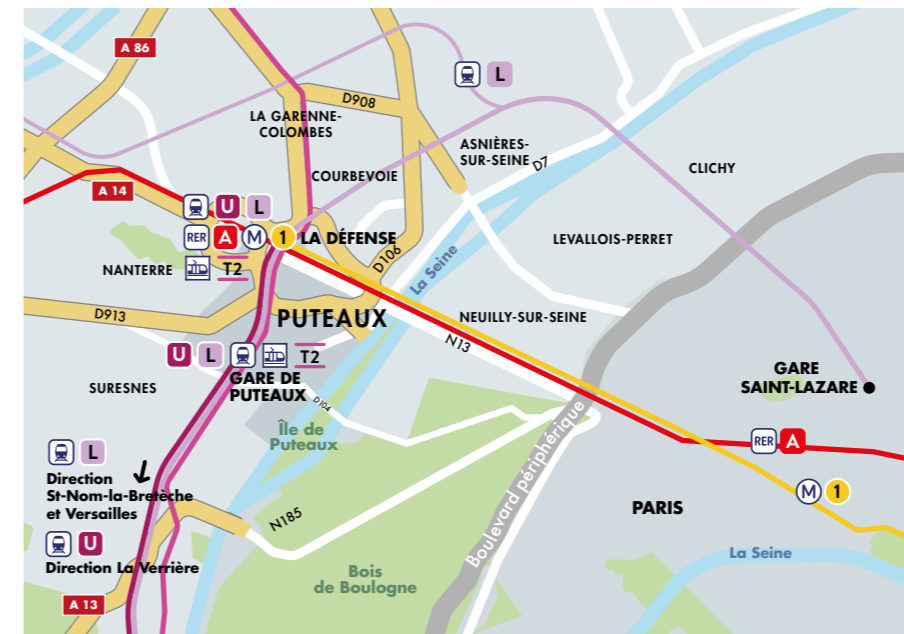 A 86
L
D908
LA GARENNE-
COLOMBES
ASNIÈRES-
SUR-SEINE
D7
CLICHY
COURBEVOIE
A 14
U L
RER A M 1 LA DÉFENSE
LEVALLOIS-PERRET
NANTERRE
T2
D106
La Seine
D913
PUTEAUX
NEUILLY-SUR-SEINE
N13
U L
T2
GARE DE
PUTEAUX
SURESNES
D104
GARE
SAINT-LAZARE
Île de
Puteaux
Boulevard périphérique
RER A
L
Direction
St-Nom-la-Bretèche
et Versailles
M 1
PARIS
N185
U
Direction La Verrière
La Seine
Bois
de Boulogne
A 13